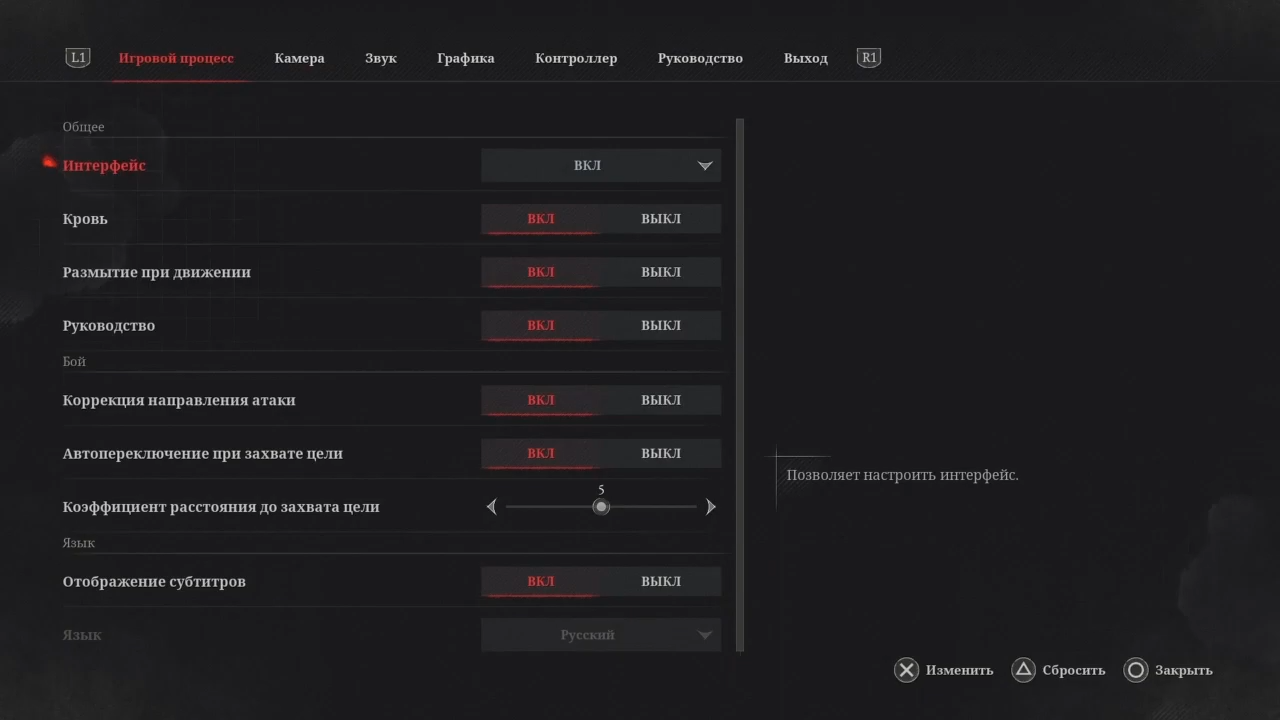 L1 Игровой процесс Камера Звук Графика Контроллер Руководство Выход R1
Общее
Интерфейс ВКЛ
Кровь ВКЛ ВЫКЛ
Размытие при движении ВКЛ ВЫКЛ
Руководство ВКЛ ВЫКЛ
Бой
Коррекция направления атаки ВКЛ ВЫКЛ
Автопереключение при захвате цели ВКЛ ВЫКЛ
Позволяет настроить интерфейс.
5
Коэффициент расстояния до захвата цели
Язык
Отображение субтитров ВКЛ ВЫКЛ
Язык Русский
Изменить Сбросить Закрыть